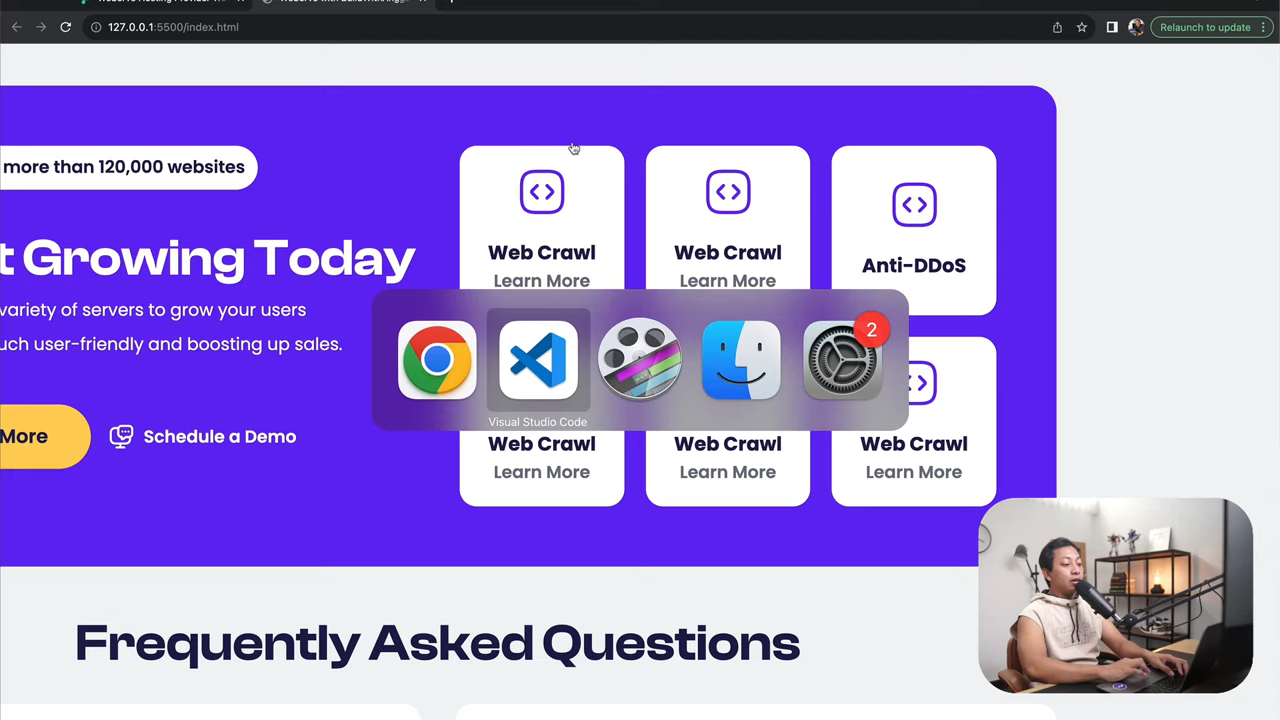 127.0.0.1:5500/index.html
Relaunch to update
more than 120,000 websites
t Growing Today
variety of servers to grow your users
uch user-friendly and boosting up sales.
More
Schedule a Demo
Web Crawl
Learn More
Web Crawl
Learn More
Anti-DDoS
2
Visual Studio Code
Web Crawl
Learn More
Web Crawl
Learn More
Web Crawl
Learn More
Frequently Asked Questions